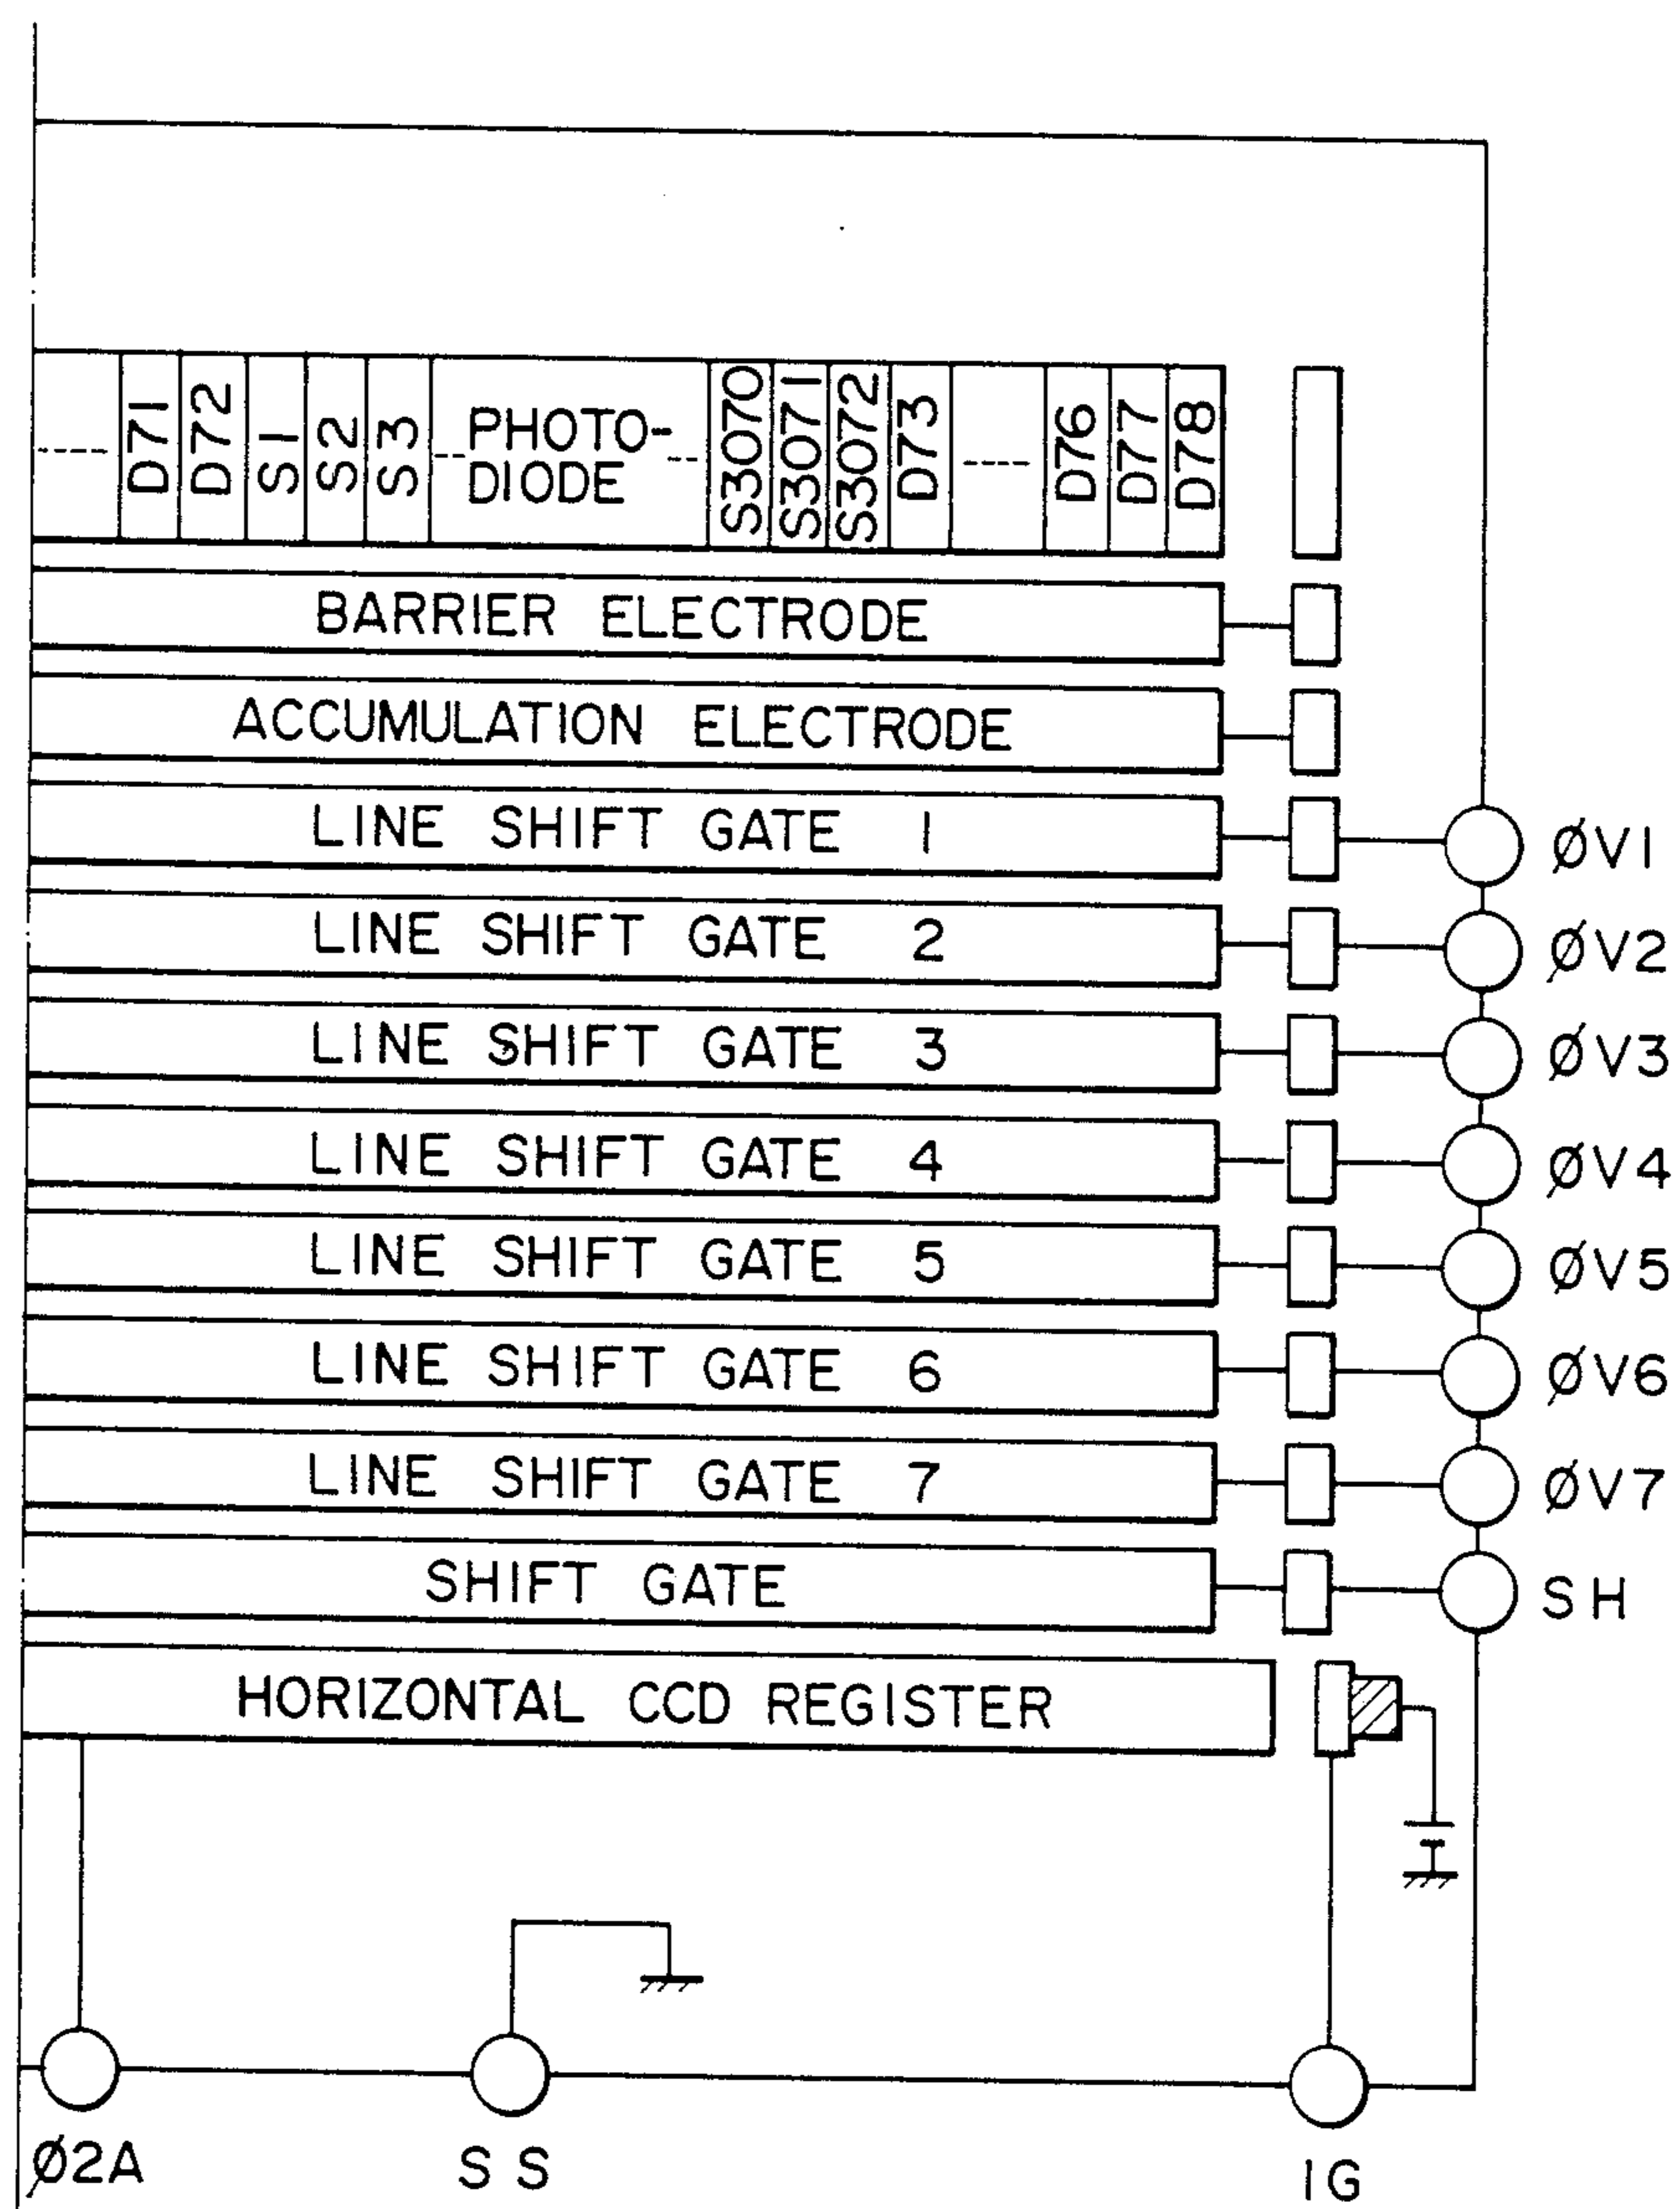 D71 D72 S1 S2 S3 PHOTO- S3070 S3071 S3072 D73 D76 D77 D78
DIODE
BARRIER ELECTRODE
ACCUMULATION ELECTRODE
LINE SHIFT GATE 1 ØV1
LINE SHIFT GATE 2 ØV2
LINE SHIFT GATE 3 ØV3
LINE SHIFT GATE 4 ØV4
LINE SHIFT GATE 5 ØV5
LINE SHIFT GATE 6 ØV6
LINE SHIFT GATE 7 ØV7
SHIFT GATE SH
HORIZONTAL CCD REGISTER
Ø2A SS IG